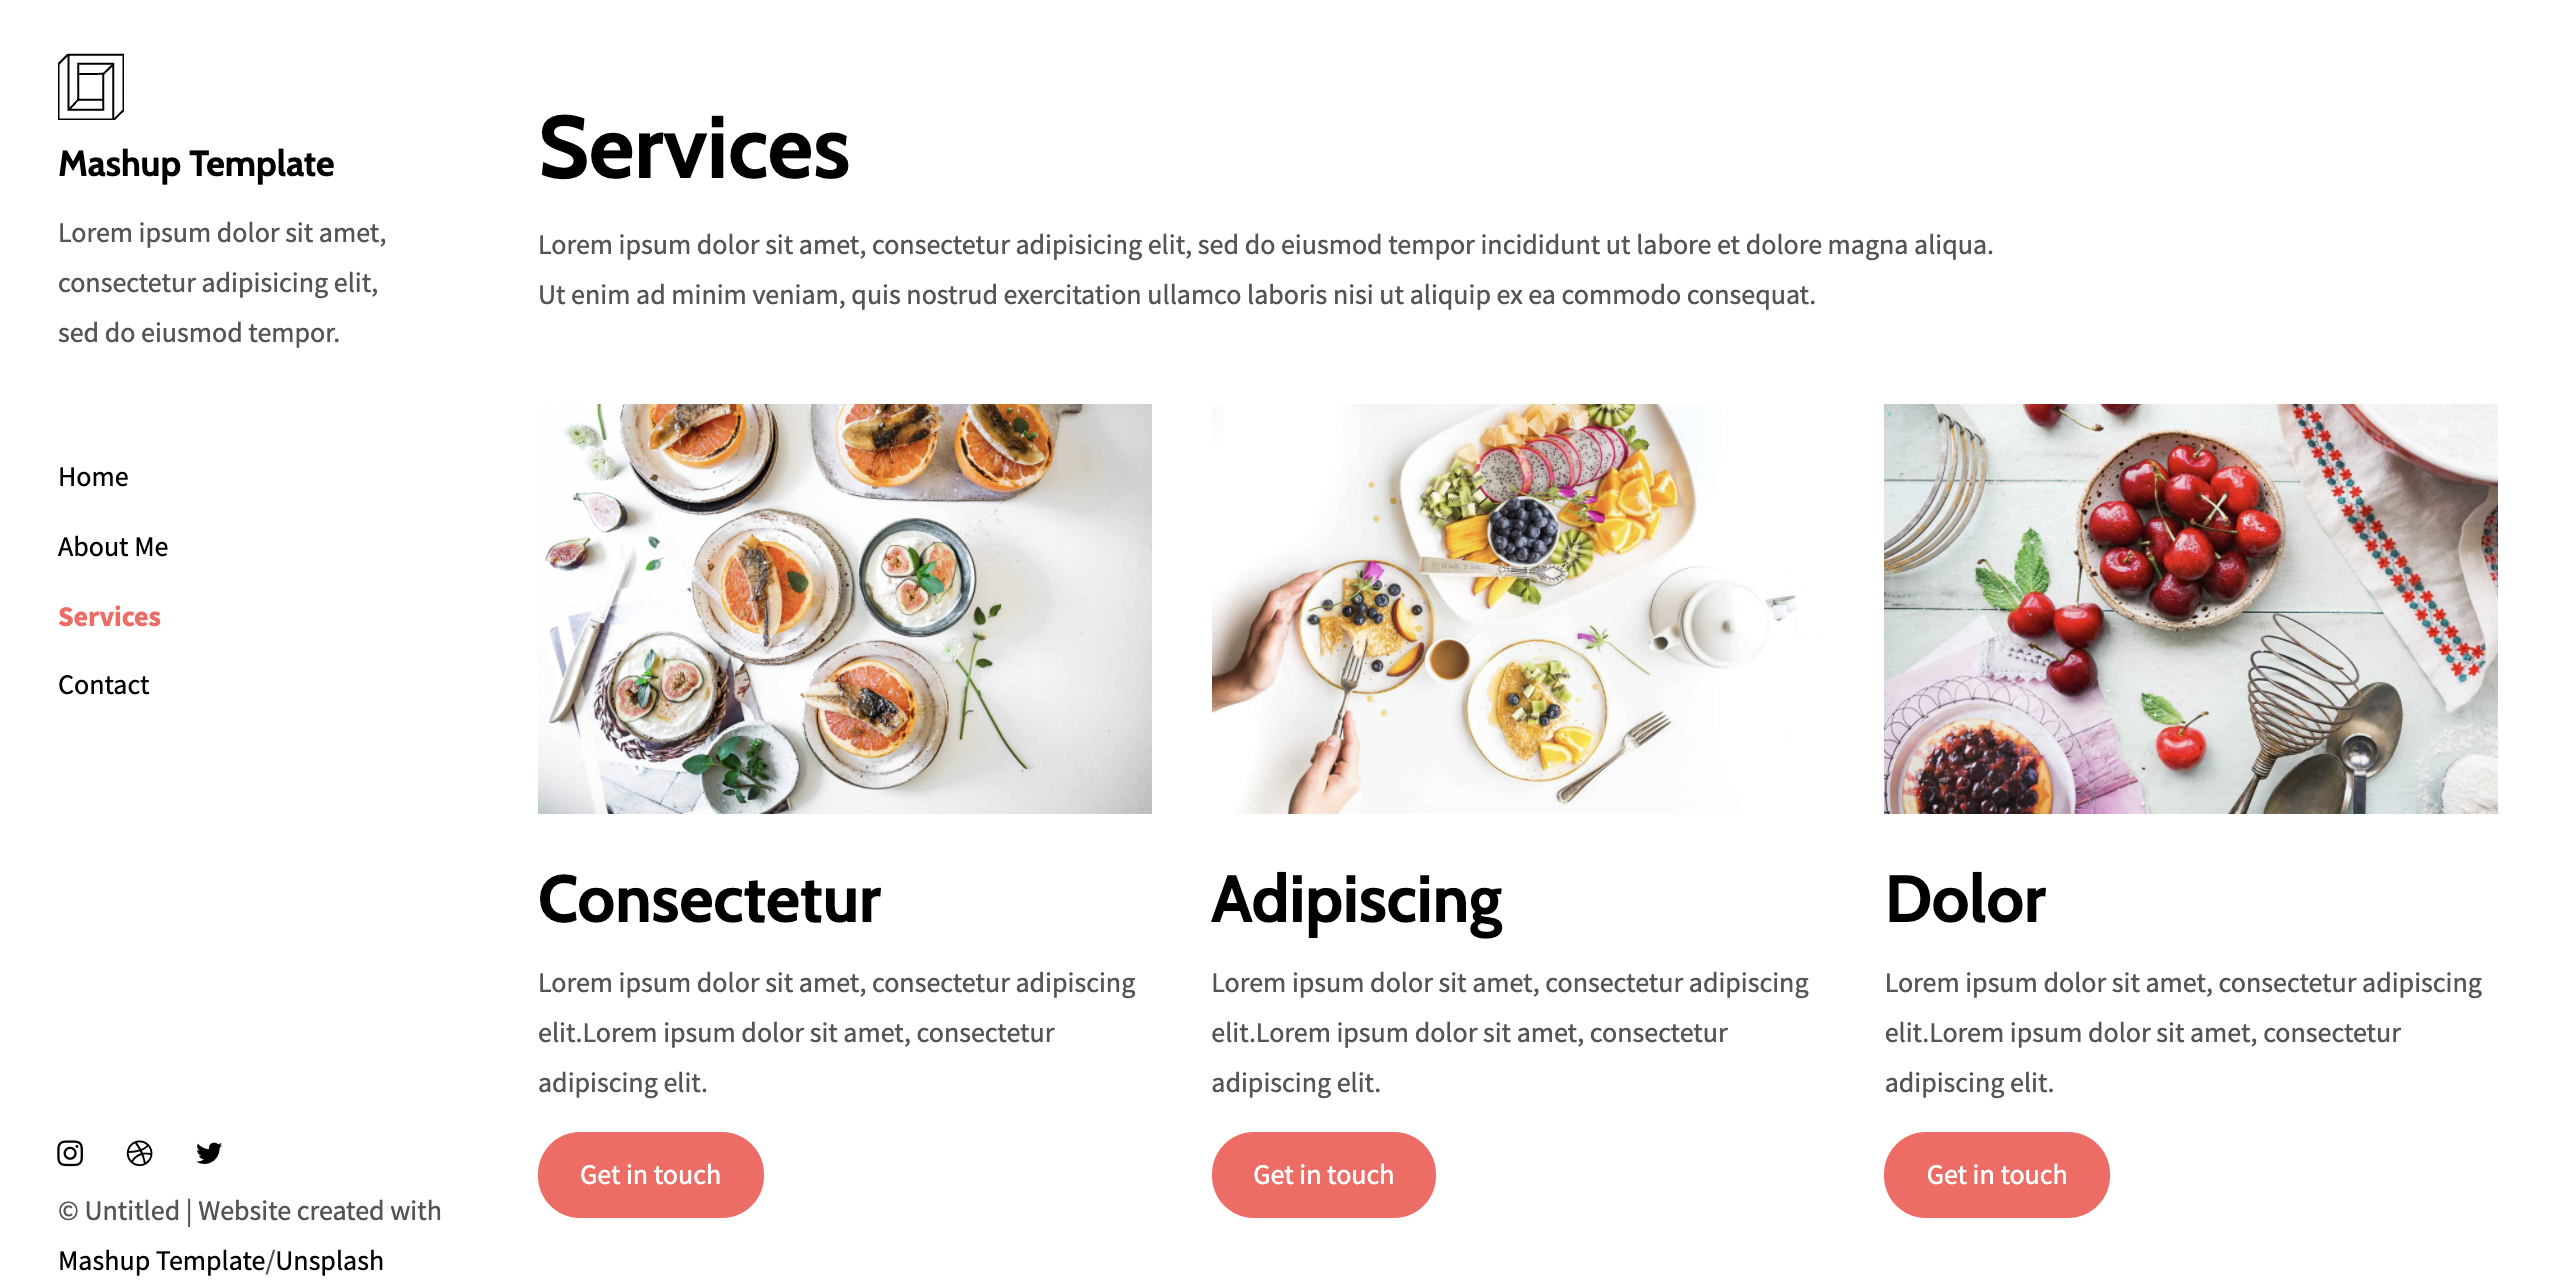 Mashup Template
Lorem ipsum dolor sit amet,
consectetur adipisicing elit,
sed do eiusmod tempor.
Home
About Me
Services
Contact
© Untitled | Website created with
Mashup Template/Unsplash
Services
Lorem ipsum dolor sit amet, consectetur adipisicing elit, sed do eiusmod tempor incididunt ut labore et dolore magna aliqua.
Ut enim ad minim veniam, quis nostrud exercitation ullamco laboris nisi ut aliquip ex ea commodo consequat.
Consectetur
Lorem ipsum dolor sit amet, consectetur adipiscing
elit.Lorem ipsum dolor sit amet, consectetur
adipiscing elit.
Get in touch
Adipiscing
Lorem ipsum dolor sit amet, consectetur adipiscing
elit.Lorem ipsum dolor sit amet, consectetur
adipiscing elit.
Get in touch
Dolor
Lorem ipsum dolor sit amet, consectetur adipiscing
elit.Lorem ipsum dolor sit amet, consectetur
adipiscing elit.
Get in touch